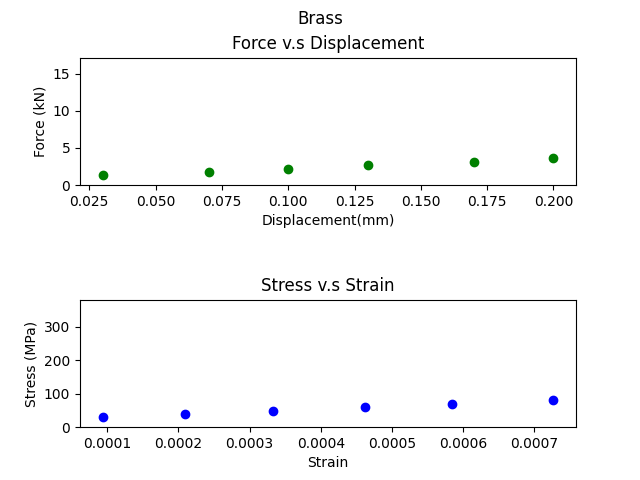 Brass
Force v.s Displacement
15
10
5
0
Force (kN)
0.025 0.050 0.075 0.100 0.125 0.150 0.175 0.200
Displacement(mm)
Stress v.s Strain
300
200
100
0
Stress (MPa)
0.0001 0.0002 0.0003 0.0004 0.0005 0.0006 0.0007
Strain